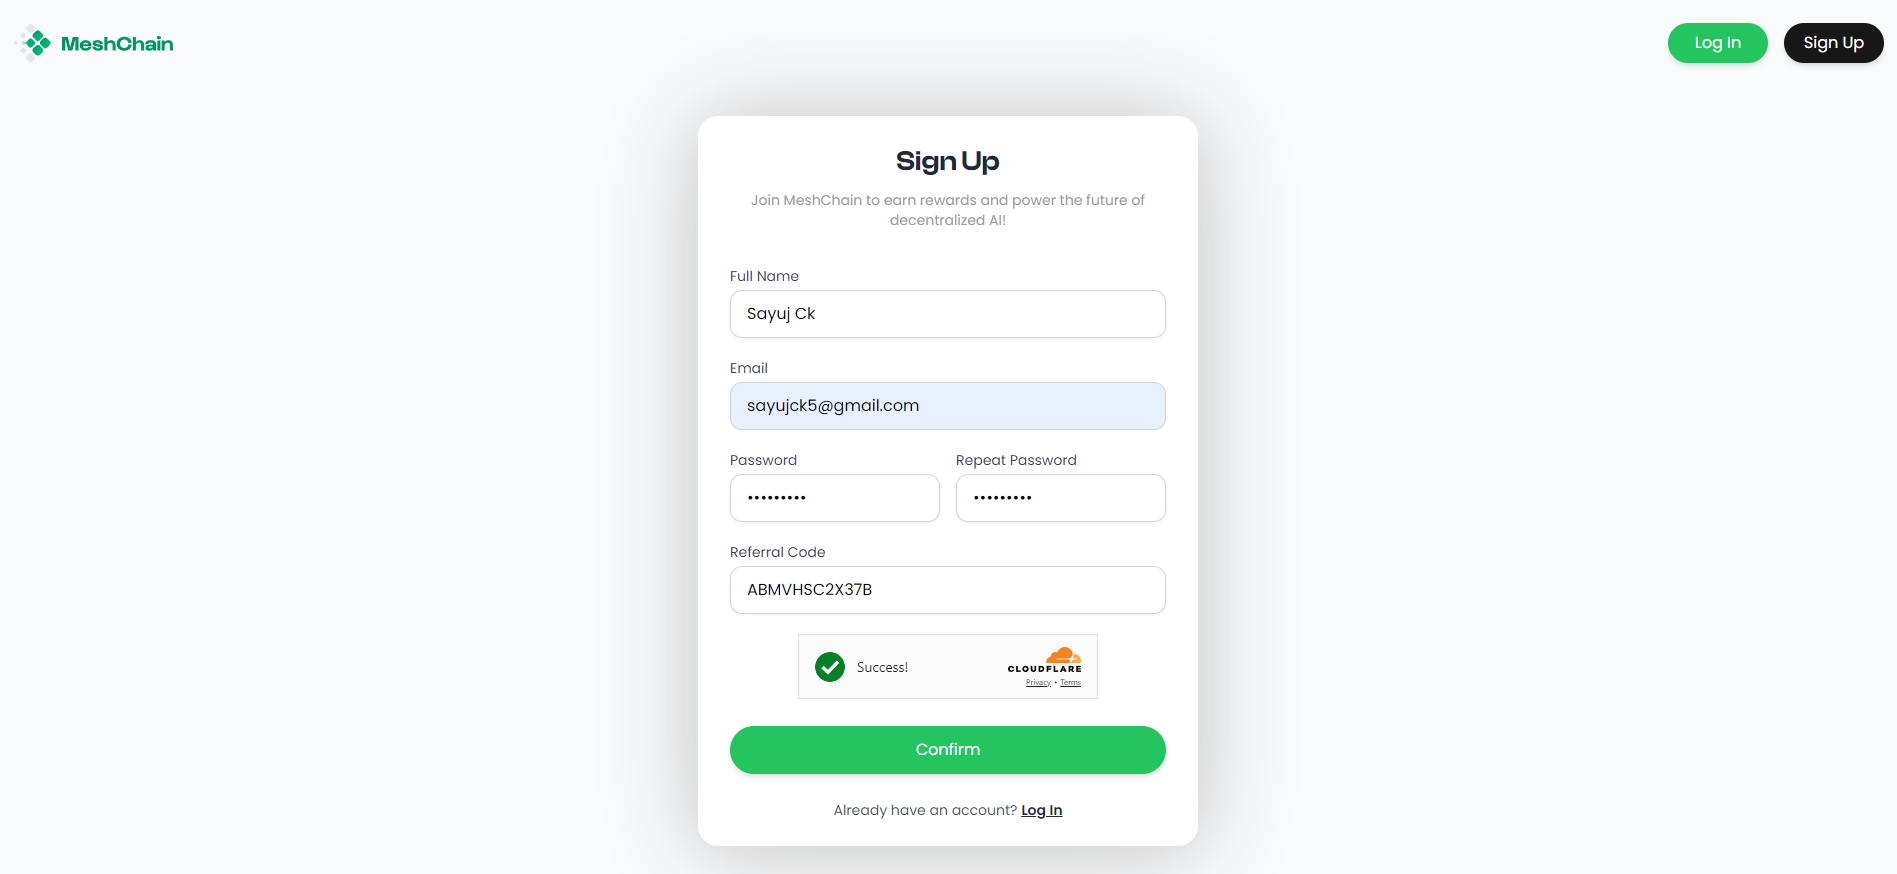 MeshChain
Log In
Sign Up
Sign Up
Join MeshChain to earn rewards and power the future of
decentralized AI!
Full Name
Sayuj Ck
Email
sayujck5@gmail.com
Password
Repeat Password
•••••••••
•••••••••
Referral Code
ABMVHSC2X37B
Success!
CLOUDFLARE
Privacy • Terms
Confirm
Already have an account? Log In